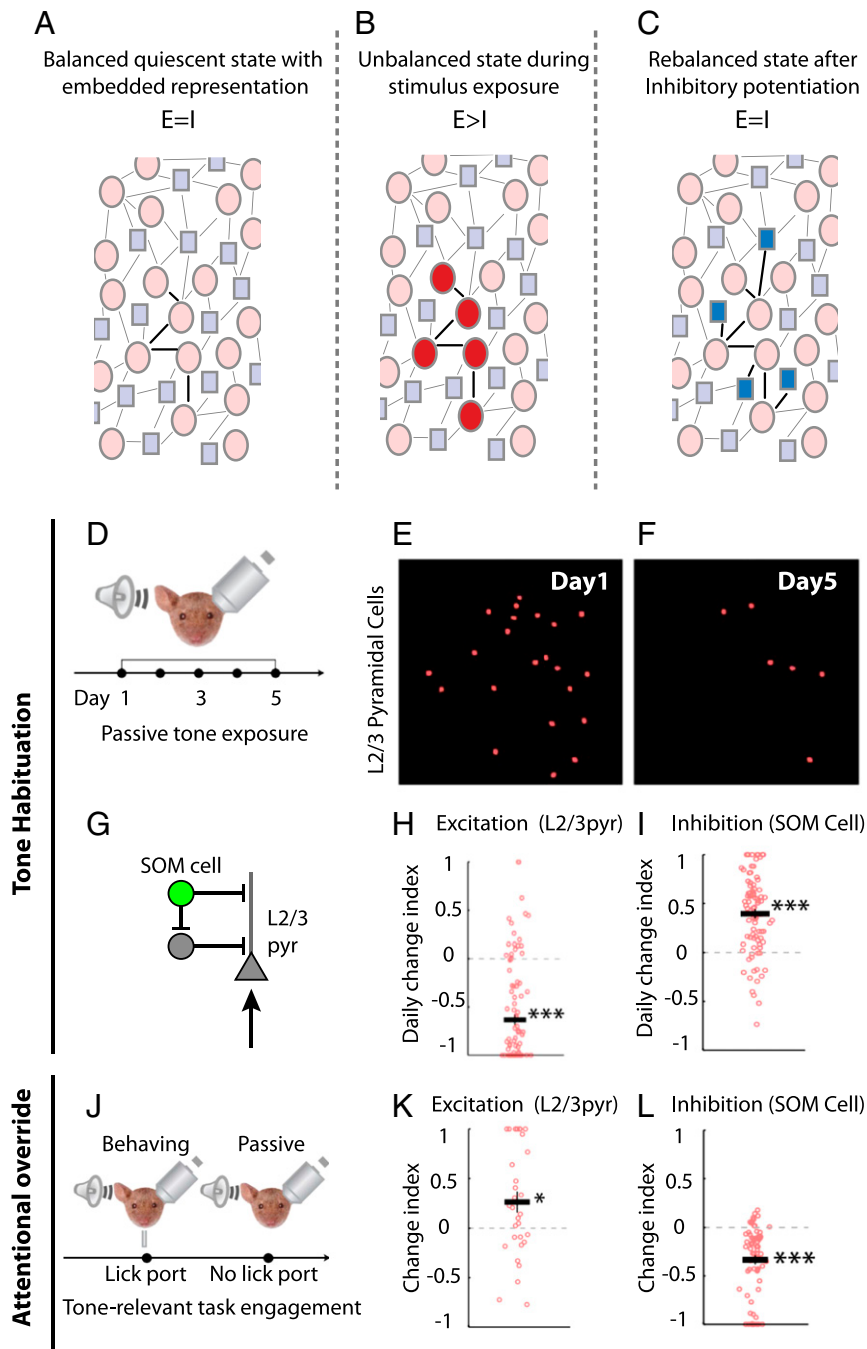 A
Balanced quiescent state with
embedded representation
E=I
B
Unbalanced state during
stimulus exposure
E>I
C
Rebalanced state after
Inhibitory potentiation
E=I
Tone Habituation
D
Day 1 3 5
Passive tone exposure
E
L2/3 Pyramidal Cells
Day1
F
Day5
G
SOM cell
L2/3
pyr
H Excitation (L2/3pyr)
Daily change index
1
0.5
0
-0.5
-1
***
I Inhibition (SOM Cell)
Daily change index
1
0.5
0
-0.5
-1
***
Attentional override
J
Behaving Passive
Lick port No lick port
Tone-relevant task engagement
K Excitation (L2/3pyr)
Change index
1
0.5
0
-0.5
-1
*
L Inhibition (SOM Cell)
Change index
1
0.5
0
-0.5
-1
***